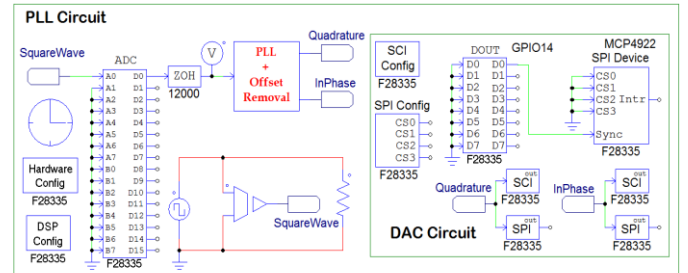 PLL Circuit
SquareWave
ADC
A0 D0
A1 D1
A2 D2
A3 D3
A4 D4
A5 D5
A6 D6
A7 D7
B0 D8
B1 D9
B2 D10
B3 D11
B4 D12
B5 D13
B6 D14
B7 D15
F28335
ZOH
12000
V
PLL
+
Offset
Removal
Quadrature
InPhase
Hardware
Config
F28335
DSP
Config
F28335
SquareWave
SCI
Config
F28335
SPI Config
CS0
CS1
CS2
CS3
F28335
DOUT
GPIO14
D0 D0
D1 D1
D2 D2
D3 D3
D4 D4
D5 D5
D6 D6
D7 D7
F28335
MCP4922
SPI Device
CS0
CS1
CS2 Intr
CS3
Sync
F28335
Quadrature
out
SCI
F28335
out
SPI
F28335
InPhase
out
SCI
F28335
out
SPI
F28335
DAC Circuit